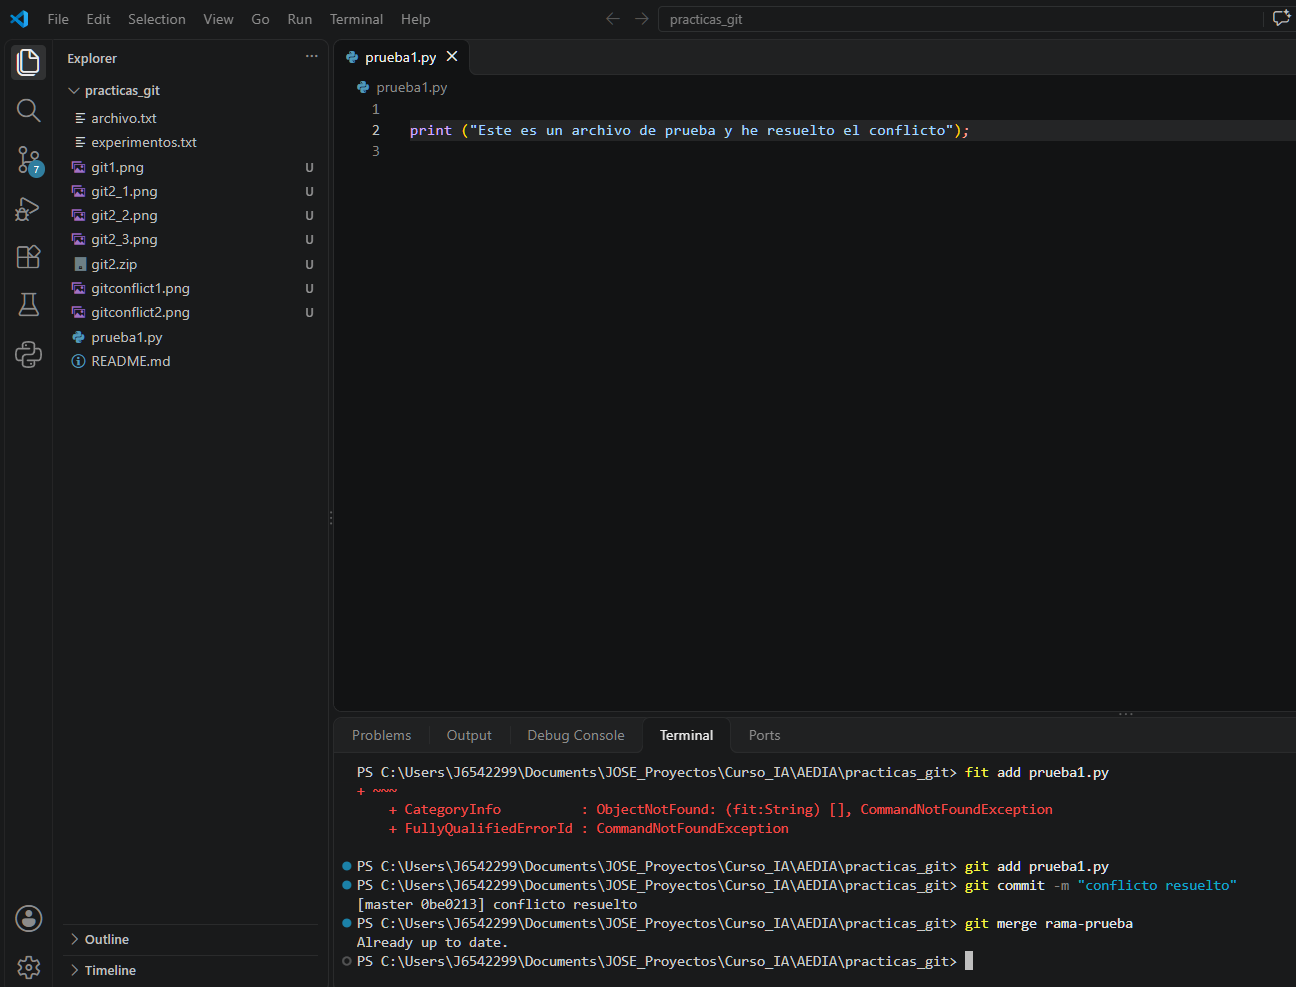 File Edit Selection View Go Run Terminal Help
practicas_git
Explorer
practicas_git
archivo.txt
experimentos.txt
git1.png U
git2_1.png U
git2_2.png U
git2_3.png U
git2.zip U
gitconflict1.png U
gitconflict2.png U
prueba1.py
README.md
7
Outline
Timeline
prueba1.py
prueba1.py
1
2 print ("Este es un archivo de prueba y he resuelto el conflicto");
3
Problems Output Debug Console Terminal Ports
PS C:\Users\J6542299\Documents\JOSE_Proyectos\Curso_IA\AEDIA\practicas_git> fit add prueba1.py
+ ~~~
+ CategoryInfo : ObjectNotFound: (fit:String) [], CommandNotFoundException
+ FullyQualifiedErrorId : CommandNotFoundException
PS C:\Users\J6542299\Documents\JOSE_Proyectos\Curso_IA\AEDIA\practicas_git> git add prueba1.py
PS C:\Users\J6542299\Documents\JOSE_Proyectos\Curso_IA\AEDIA\practicas_git> git commit -m "conflicto resuelto"
[master 0be0213] conflicto resuelto
PS C:\Users\J6542299\Documents\JOSE_Proyectos\Curso_IA\AEDIA\practicas_git> git merge rama-prueba
Already up to date.
PS C:\Users\J6542299\Documents\JOSE_Proyectos\Curso_IA\AEDIA\practicas_git>